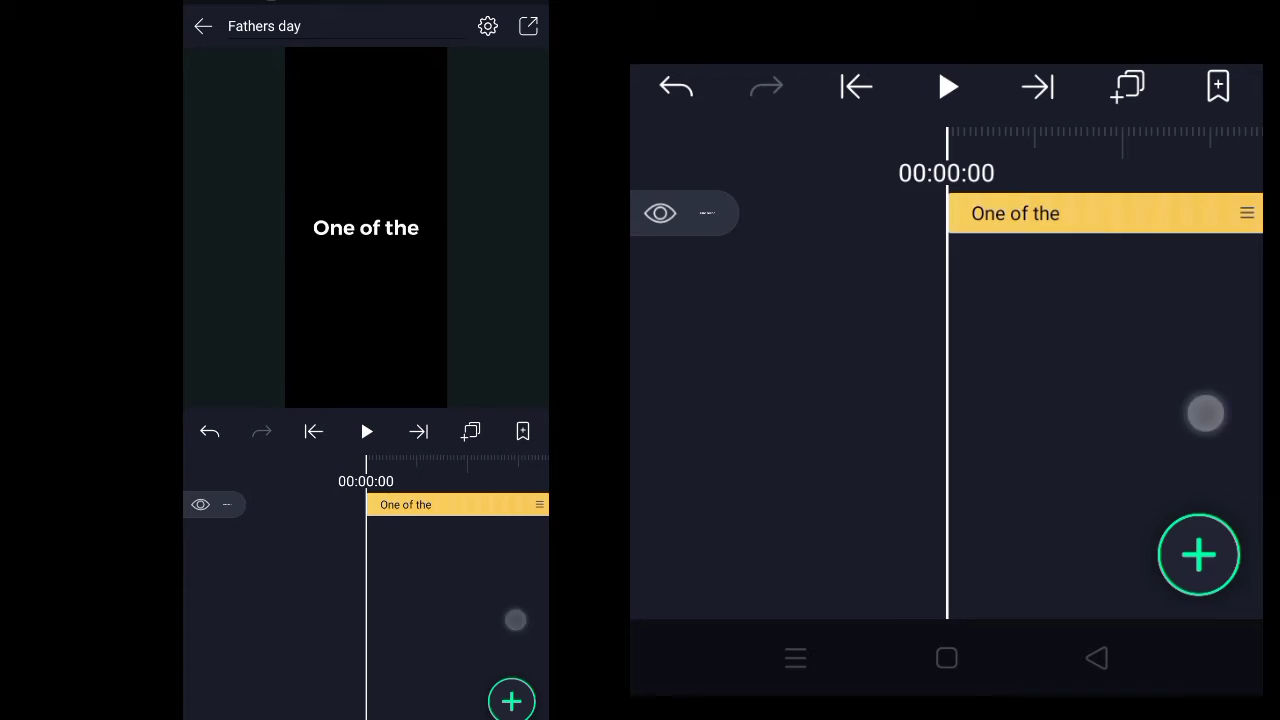 Fathers day
One of the
00:00:00
One of the
00:00:00
One of the